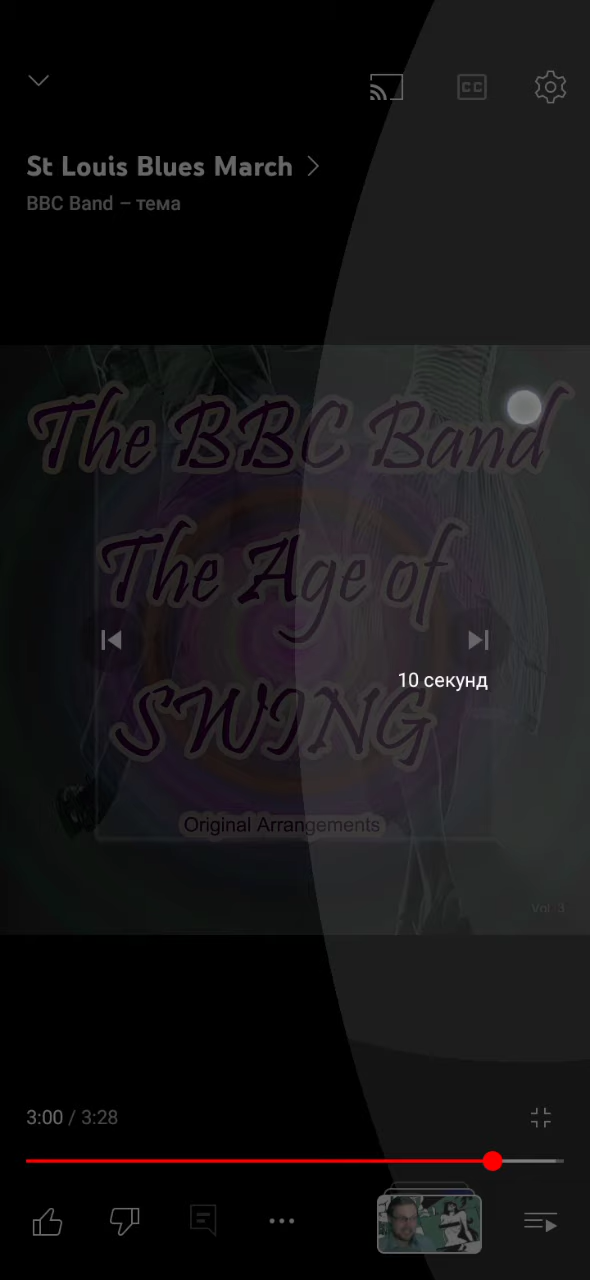 CC
St Louis Blues March
BBC Band – тема
The BBC Band
The Age of
10 секунд
SWING
Original Arrangements
Vol. 3
3:00 / 3:28